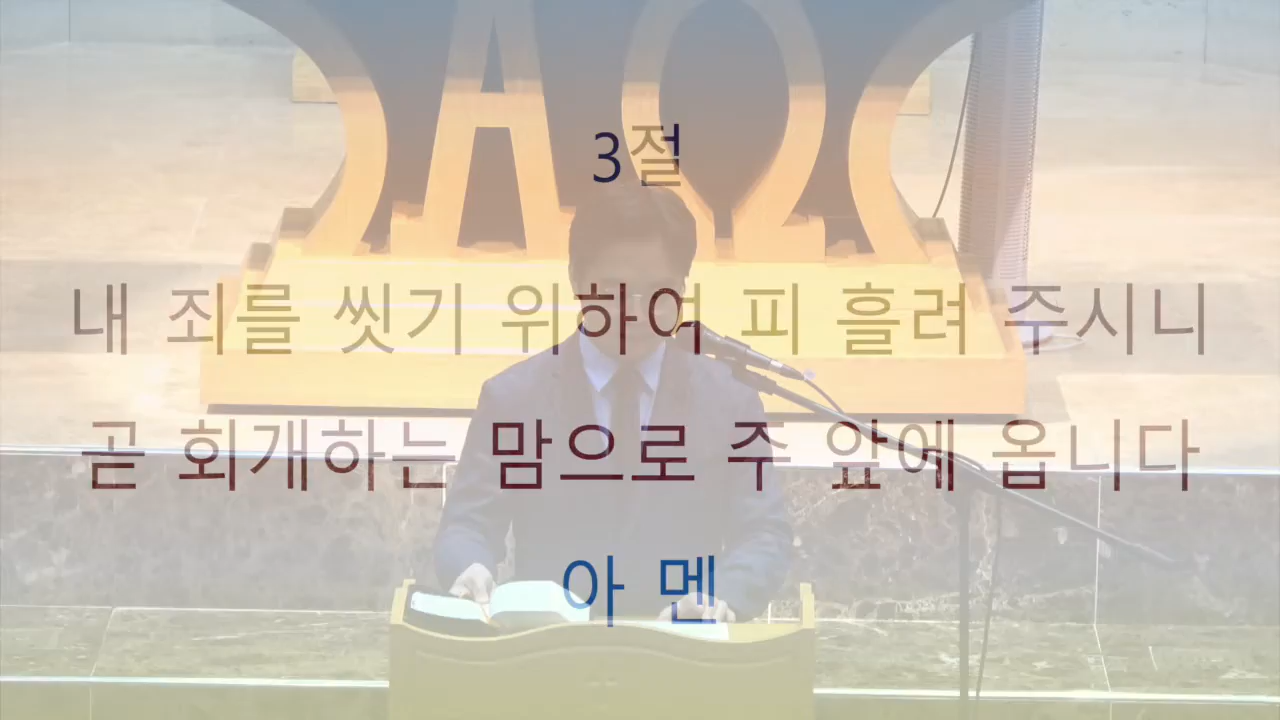 ΑΩ
3절
내 죄를 씻기 위하여 피 흘려 주시니
곧 회개하는 맘으로 주 앞에 옵니다
아 멘